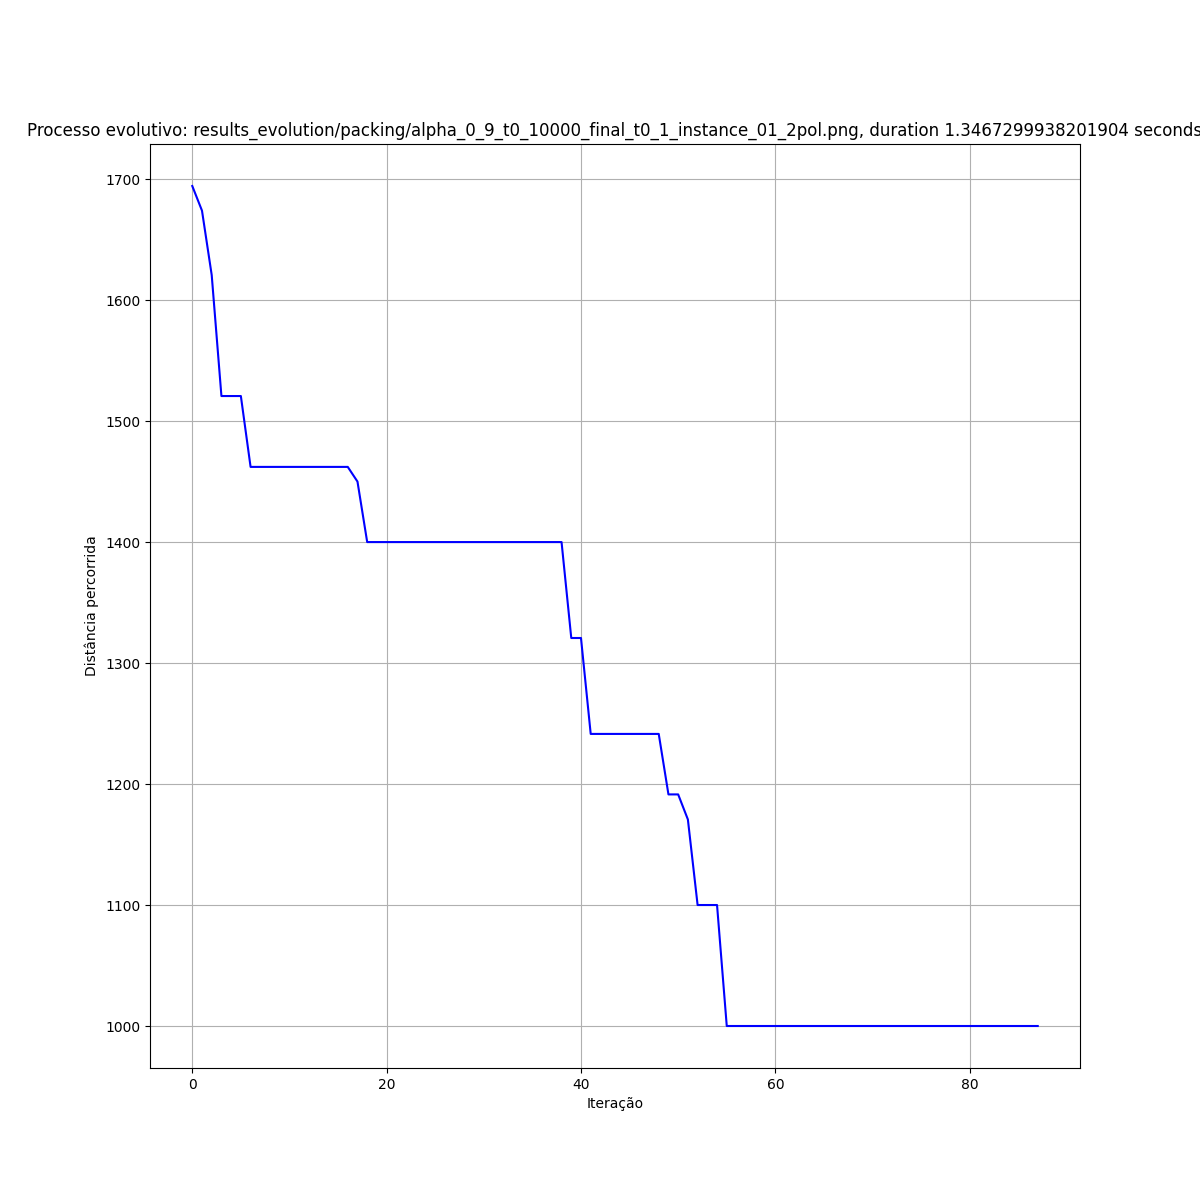 Processo evolutivo: results_evolution/packing/alpha_0_9_t0_10000_final_t0_1_instance_01_2pol.png, duration 1.3467299938201904 seconds
1700
1600
1500
1400
1300
1200
1100
1000
Distância percorrida
0 20 40 60 80
Iteração